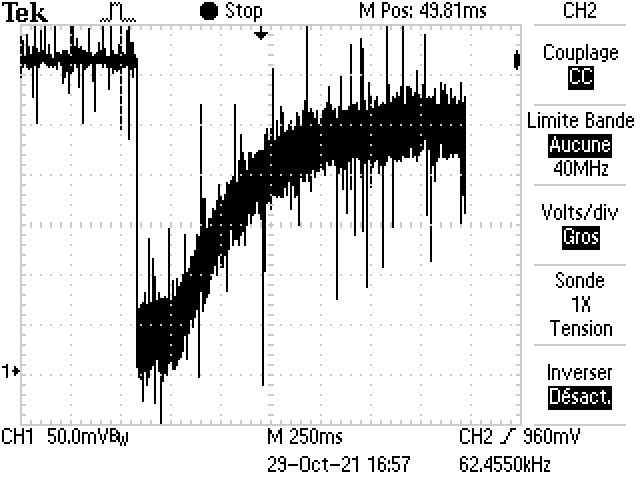 Tek Stop M Pos: 49.81ms CH2
Couplage
CC
Limite Bande
Aucune
40MHz
Volts/div
Gros
Sonde
1X
Tension
Inverser
Désact.
1
CH1 50.0mVBW M 250ms CH2 960mV
29-Oct-21 16:57 62.4550kHz